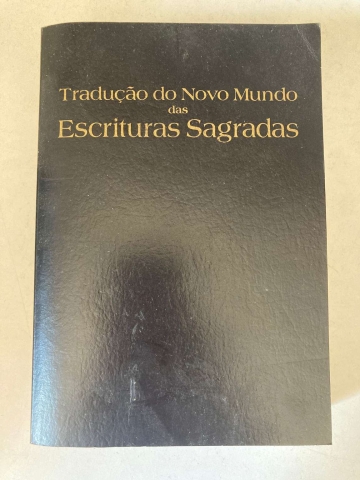 Tradução do Novo Mundo
das
Escrituras Sagradas